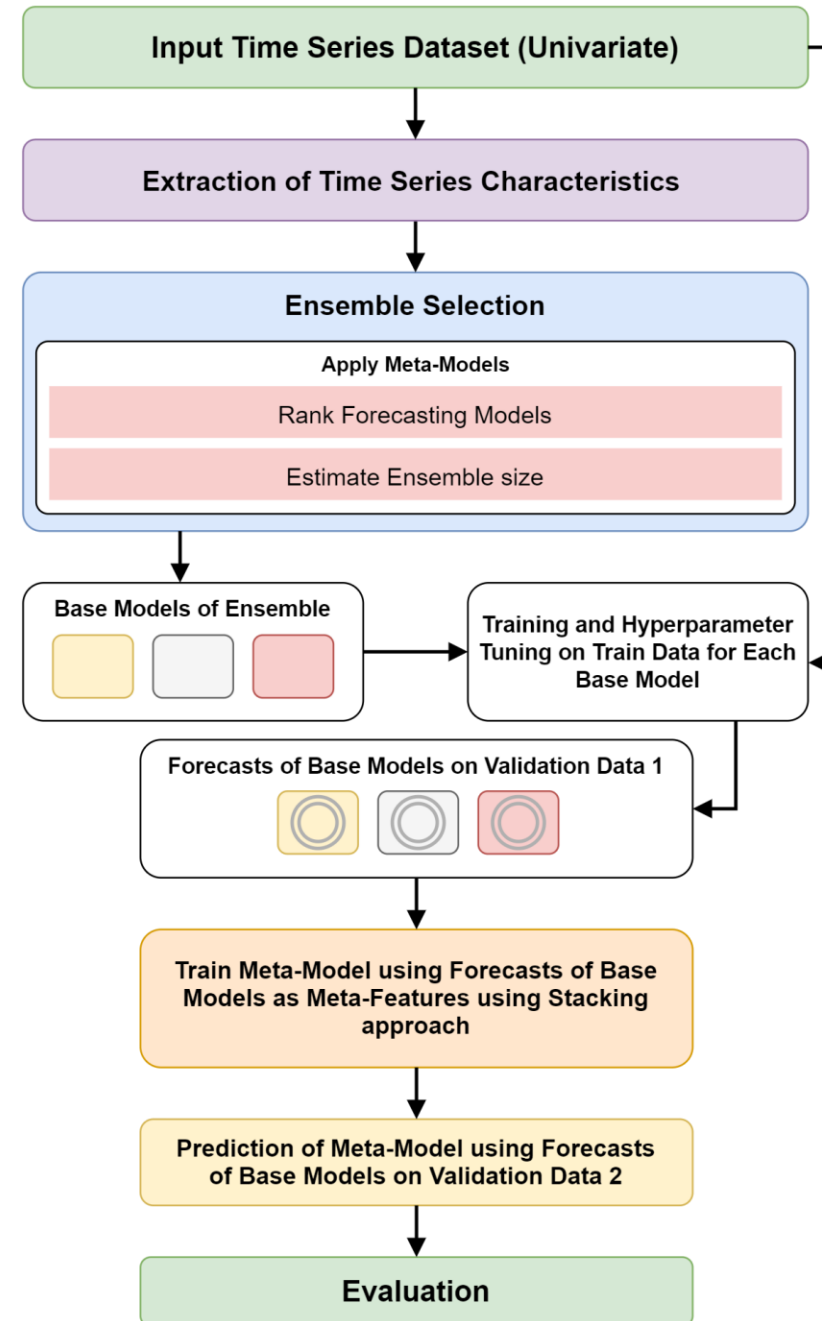 Input Time Series Dataset (Univariate)
Extraction of Time Series Characteristics
Ensemble Selection
Apply Meta-Models
Rank Forecasting Models
Estimate Ensemble size
Base Models of Ensemble
Training and Hyperparameter
Tuning on Train Data for Each
Base Model
Forecasts of Base Models on Validation Data 1
Train Meta-Model using Forecasts of Base
Models as Meta-Features using Stacking
approach
Prediction of Meta-Model using Forecasts
of Base Models on Validation Data 2
Evaluation